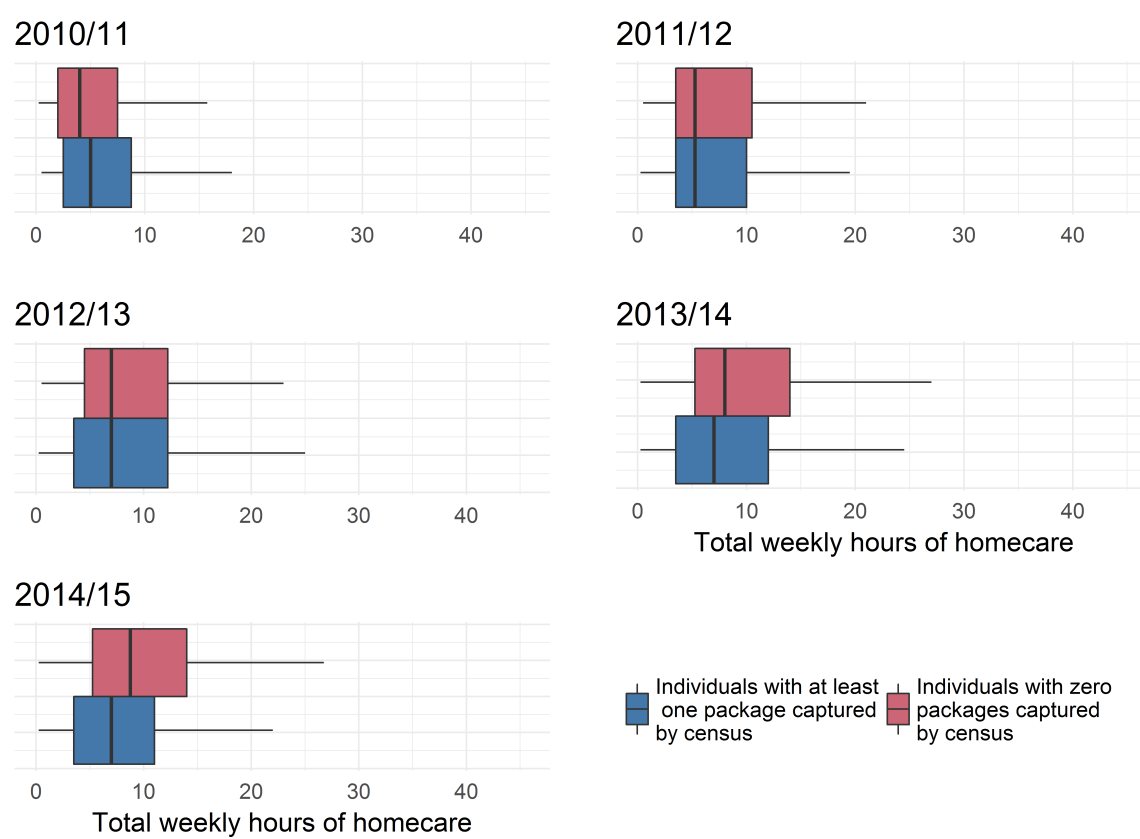 2010/11
0 10 20 30 40
2011/12
0 10 20 30 40
2012/13
0 10 20 30 40
2013/14
0 10 20 30 40
Total weekly hours of homecare
2014/15
0 10 20 30 40
Total weekly hours of homecare
Individuals with at least
one package captured
by census
Individuals with zero
packages captured
by census